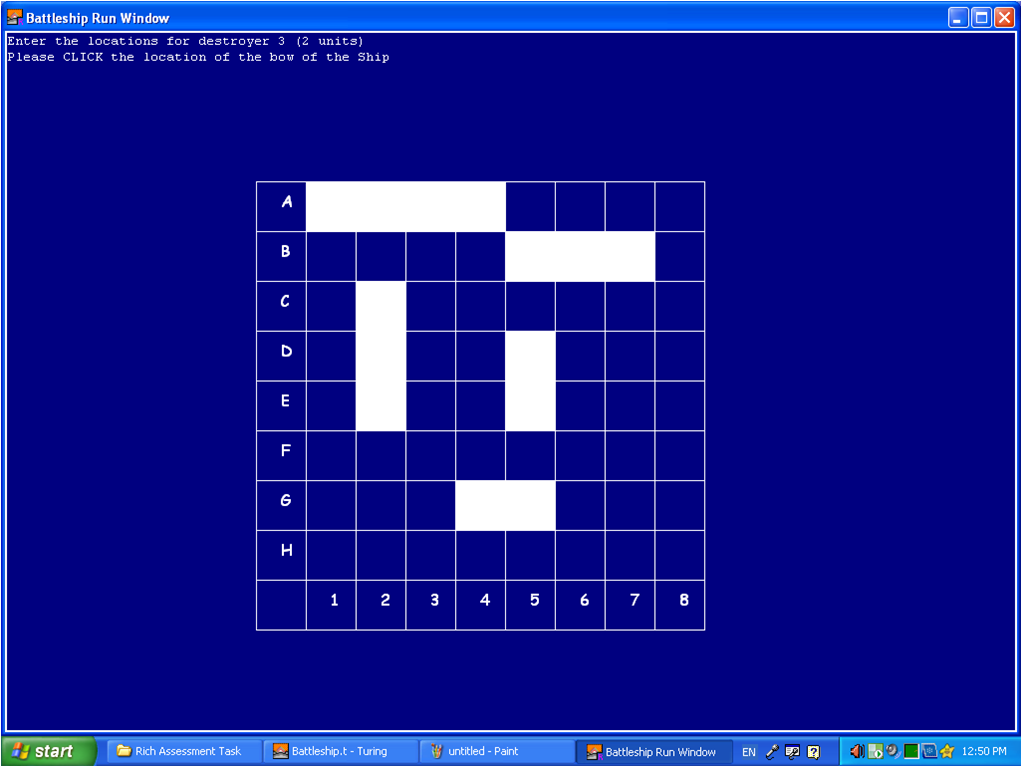 Battleship Run Window
Enter the locations for destroyer 3 (2 units)
Please CLICK the location of the bow of the Ship
A
B
C
D
E
F
G
H
1 2 3 4 5 6 7 8
start Rich Assessment Task Battleship.t - Turing untitled - Paint Battleship Run Window EN 12:50 PM